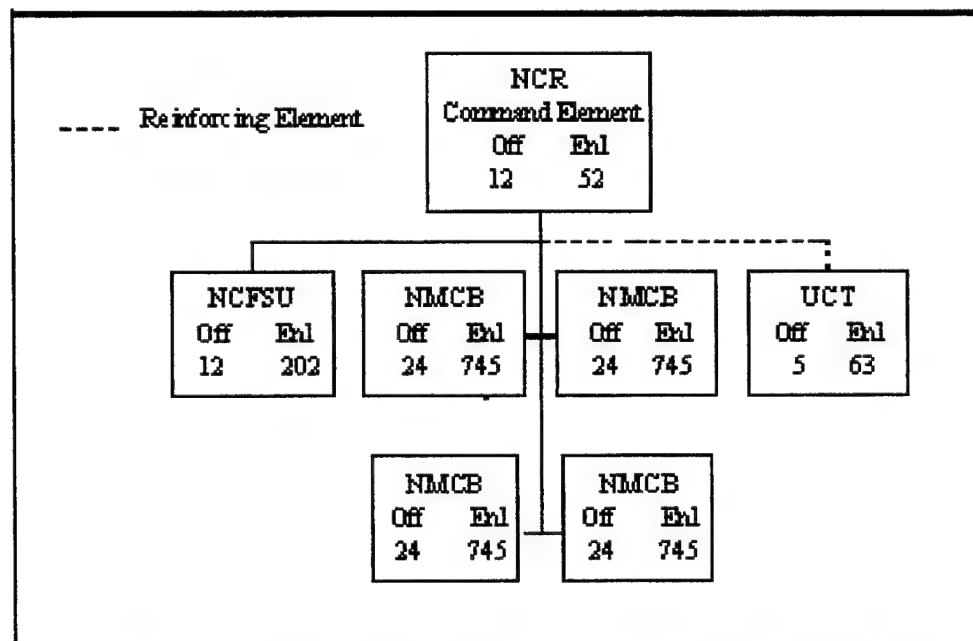 NCR
Command Element
Off Enl
12 52
---- Reinforcing Element
NCFSU
Off Enl
12 202
NMCB
Off Enl
24 745
NMCB
Off Enl
24 745
UCT
Off Enl
5 63
NMCB
Off Enl
24 745
NMCB
Off Enl
24 745